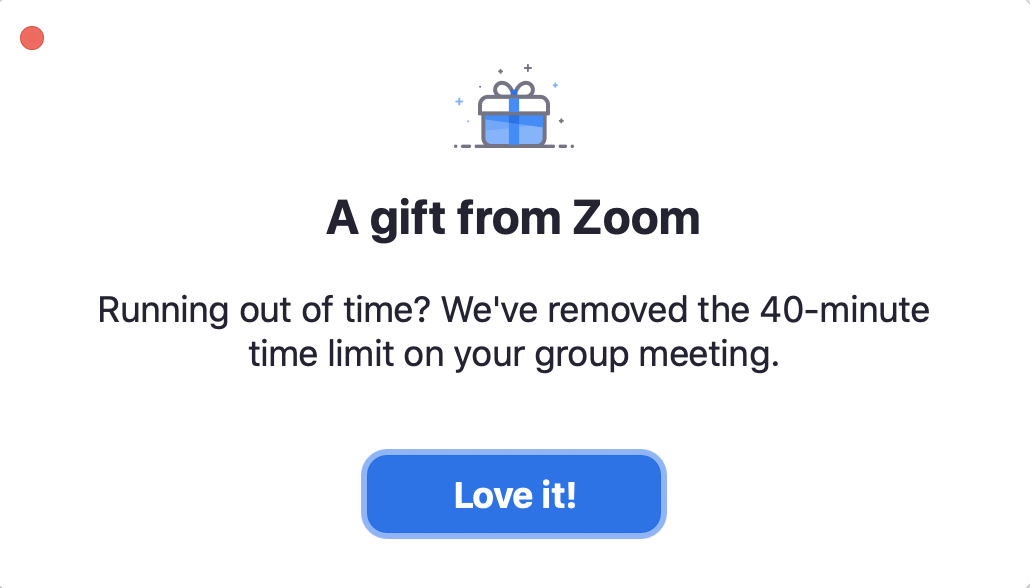 A gift from Zoom
Running out of time? We've removed the 40-minute
time limit on your group meeting.
Love it!